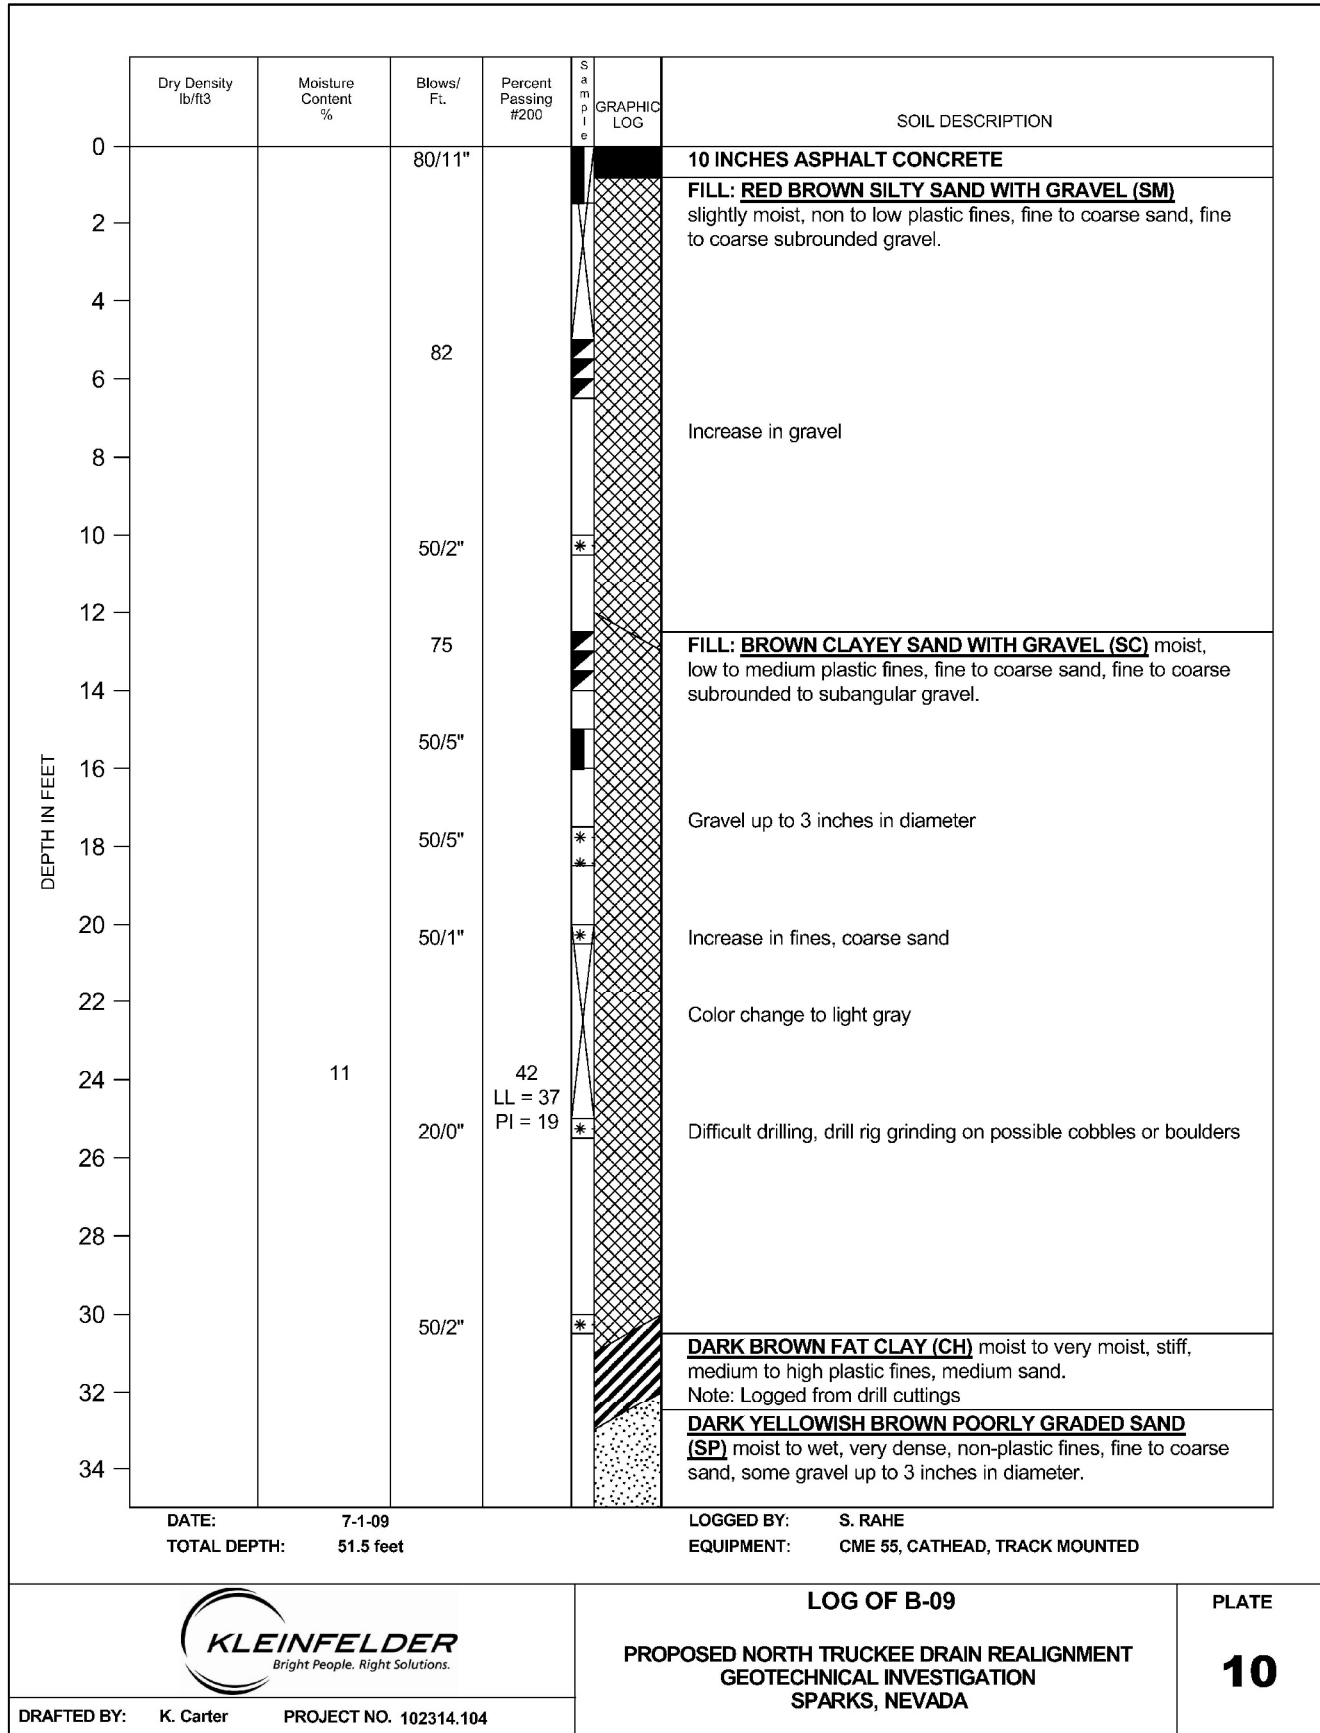 Dry Density
lb/ft3
Moisture
Content
%
Blows/
Ft.
Percent
Passing
#200
Sample
GRAPHIC
LOG
SOIL DESCRIPTION
DEPTH IN FEET
0
80/11"
10 INCHES ASPHALT CONCRETE
FILL: RED BROWN SILTY SAND WITH GRAVEL (SM)
slightly moist, non to low plastic fines, fine to coarse sand, fine
to coarse subrounded gravel.
2
4
82
6
Increase in gravel
8
10
50/2"
12
75
FILL: BROWN CLAYEY SAND WITH GRAVEL (SC) moist,
low to medium plastic fines, fine to coarse sand, fine to coarse
subrounded to subangular gravel.
14
50/5"
16
Gravel up to 3 inches in diameter
50/5"
18
20
50/1"
Increase in fines, coarse sand
22
Color change to light gray
24
11
42
LL = 37
PI = 19
20/0"
Difficult drilling, drill rig grinding on possible cobbles or boulders
26
28
30
50/2"
DARK BROWN FAT CLAY (CH) moist to very moist, stiff,
medium to high plastic fines, medium sand.
Note: Logged from drill cuttings
32
DARK YELLOWISH BROWN POORLY GRADED SAND
(SP) moist to wet, very dense, non-plastic fines, fine to coarse
sand, some gravel up to 3 inches in diameter.
34
DATE: 7-1-09
TOTAL DEPTH: 51.5 feet
LOGGED BY: S. RAHE
EQUIPMENT: CME 55, CATHEAD, TRACK MOUNTED
KLEINFELDER
Bright People. Right Solutions.
DRAFTED BY: K. Carter PROJECT NO. 102314.104
LOG OF B-09
PROPOSED NORTH TRUCKEE DRAIN REALIGNMENT
GEOTECHNICAL INVESTIGATION
SPARKS, NEVADA
PLATE
10